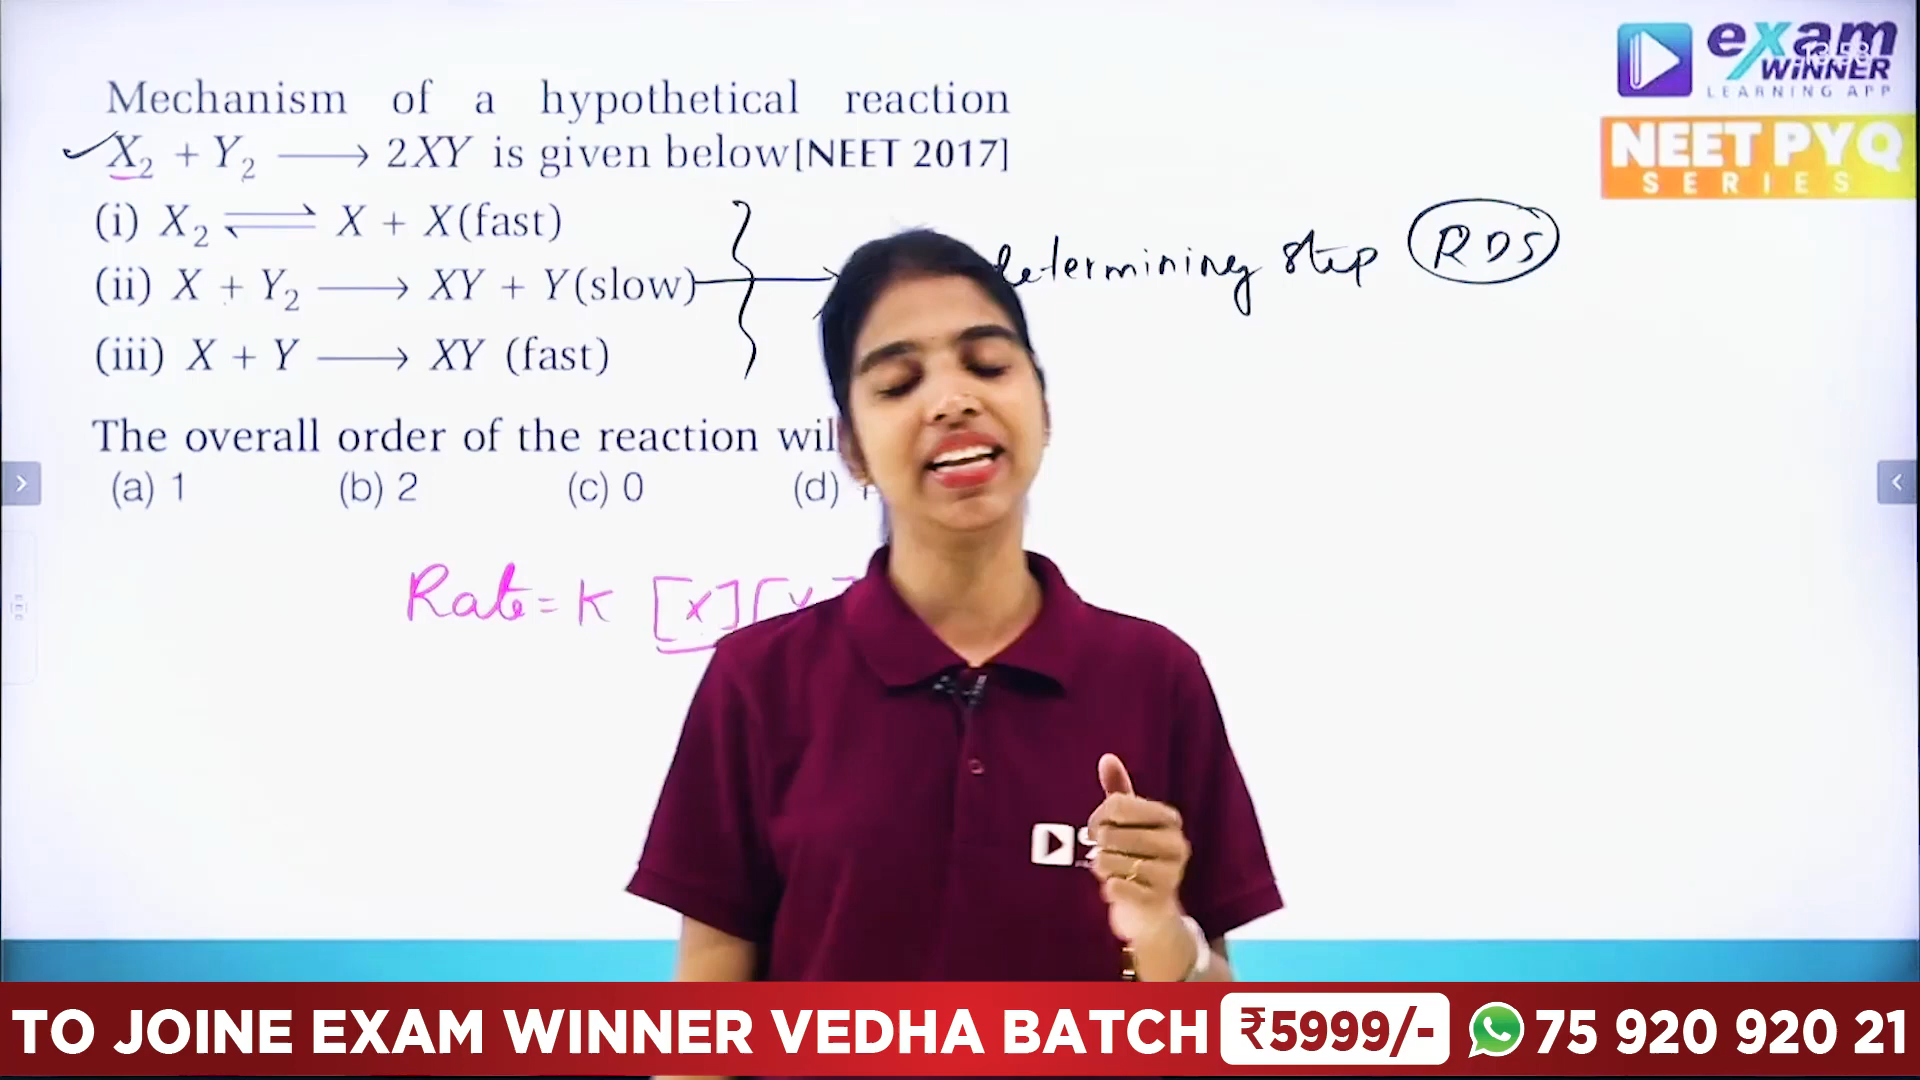 exam
WINNER
LEARNING APP
NEET PYQ
SERIES
Mechanism of a hypothetical reaction
X₂ + Y₂ ⟶ 2XY is given below [NEET 2017]
(i) X₂ ⇌ X + X(fast)
(ii) X + Y₂ ⟶ XY + Y(slow)
(iii) X + Y ⟶ XY (fast)
determining step RDS
The overall order of the reaction
(a) 1 (b) 2 (c) 0 (d)
Rate = K [X]
TO JOINE EXAM WINNER VEDHA BATCH ₹5999/- 75 920 920 21